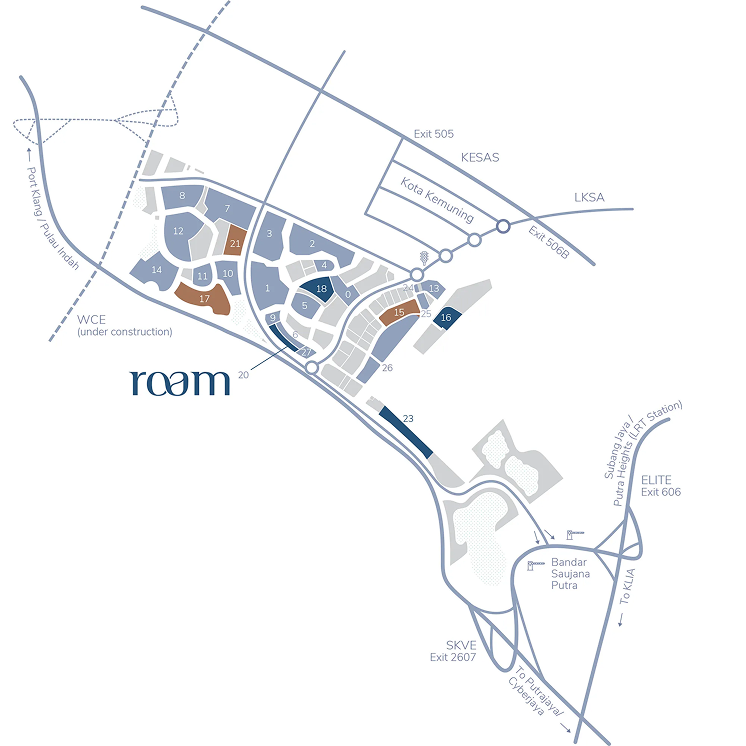 Exit 505
KESAS
Kota Kemuning
LKSA
Exit 506B
Port Klang / Pulau Indah
8
7
12
21
3
2
14
11
10
17
1
4
18
0
5
9
6
24
13
15
25
16
WCE
(under construction)
roam
20
26
23
Subang Jaya /
Putra Heights (LRT Station)
ELITE
Exit 606
Bandar
Saujana
Putra
To KLIA
SKVE
Exit 2607
To Putrajaya/
Cyberjaya